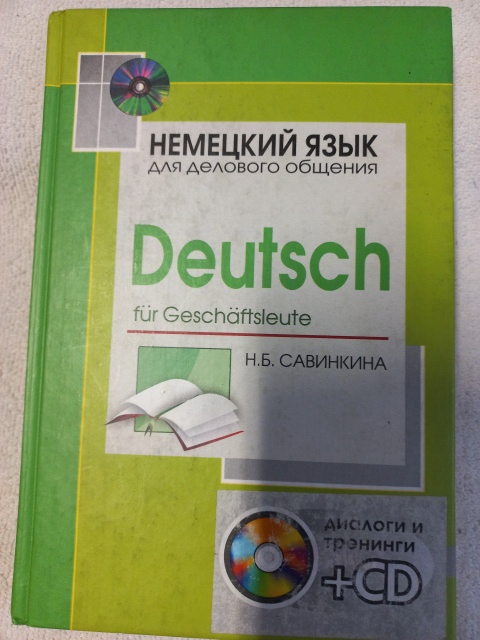 НЕМЕЦКИЙ ЯЗЫК
для делового общения
Deutsch
für Geschäftsleute
Н.Б. САВИНКИНА
диалоги и
тренинги
+CD